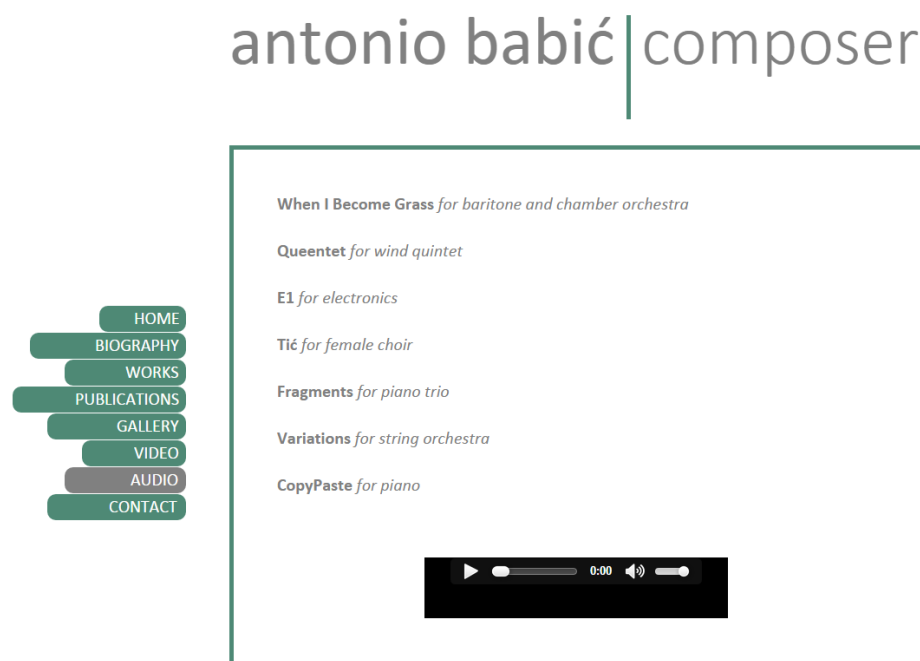 antonio babić|composer
When I Become Grass for baritone and chamber orchestra
Queentet for wind quintet
E1 for electronics
Tić for female choir
Fragments for piano trio
Variations for string orchestra
CopyPaste for piano
HOME
BIOGRAPHY
WORKS
PUBLICATIONS
GALLERY
VIDEO
AUDIO
CONTACT
0:00